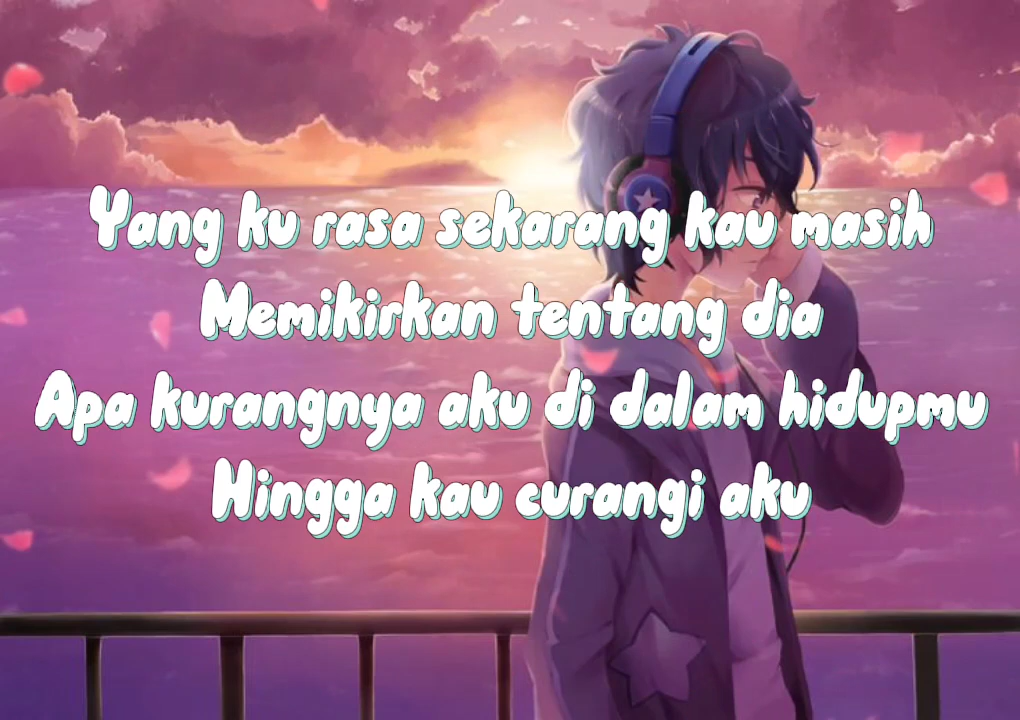 Yang ku rasa sekarang kau masih
Memikirkan tentang dia
Apa kurangnya aku di dalam hidupmu
Hingga kau curangi aku